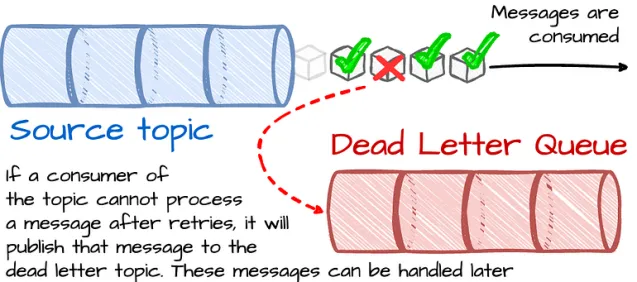 Messages are
consumed
Source topic
Dead Letter Queue
If a consumer of
the topic cannot process
a message after retries, it will
publish that message to the
dead letter topic. These messages can be handled later